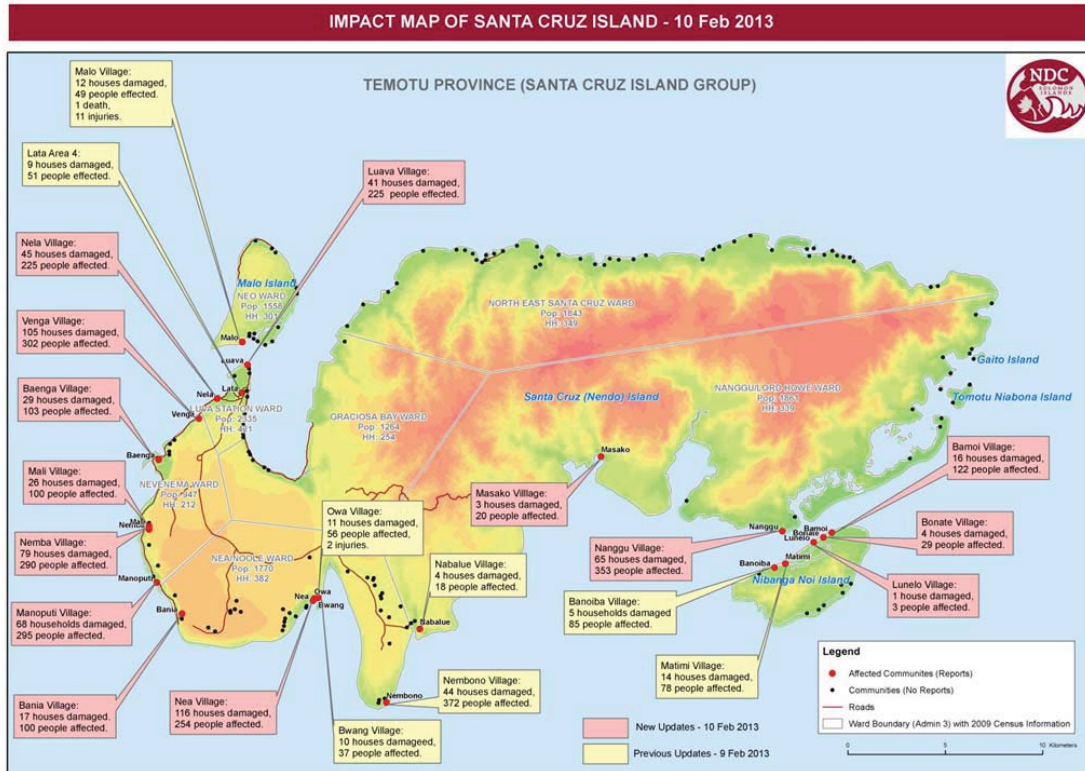 IMPACT MAP OF SANTA CRUZ ISLAND - 10 Feb 2013
TEMOTU PROVINCE (SANTA CRUZ ISLAND GROUP)
NDC
SOLOMON
ISLANDS
Malo Village:
12 houses damaged,
49 people effected.
1 death,
11 injuries.
Lata Area 4:
9 houses damaged,
51 people effected.
Luava Village:
41 houses damaged,
225 people effected.
Nela Village:
45 houses damaged,
225 people affected.
Venga Village:
105 houses damaged,
302 people affected.
Baenga Village:
29 houses damaged,
103 people affected.
Mali Village:
26 houses damaged,
100 people affected.
Nemba Village:
79 houses damaged,
290 people affected.
Manoputi Village:
68 households damaged,
295 people affected.
Bania Village:
17 houses damaged.
100 people affected.
Nea Village:
116 houses damaged,
254 people affected.
Bwang Village:
10 houses dameged,
37 people affected.
Owa Village:
11 houses damaged,
56 people affected,
2 injuries.
Nabalue Village:
4 houses damaged,
18 people affected.
Nembono Village:
44 houses damaged,
372 people affected.
Masako Villlage:
3 houses damaged,
20 people affected.
Nanggu Village:
65 houses damaged,
353 people affected.
Banoiba Village:
5 households damaged
85 people affected.
Matimi Village:
14 houses damaged,
78 people affected.
Bamoi Village:
16 houses damaged,
122 people affected.
Bonate Village:
4 houses damaged,
29 people affected.
Lunelo Village:
1 house damaged,
3 people affected.
Malo Island
NEO WARD
Pop: 1558
HH: 301
Malo
Luava
Lata
Nela
Venga
LUVA STATION WARD
HH: 421
Baenga
NEVENEMA WARD
Pop: 947
HH: 212
Mali
Manoputi
Bania
NEA/NOOLE WARD
Pop: 1770
HH: 382
Nea
Owa
Bwang
Nabalue
Nembono
GRACIOSA BAY WARD
Pop: 1264
HH: 254
NORTH EAST SANTA CRUZ WARD
Pop: 1843
HH: 349
Santa Cruz (Nendo) Island
NANGGU/LORD HOWE WARD
Pop: 1861
HH: 339
Gaito Island
Tomotu Niabona Island
Masako
Nanggu
Bamoi
Bonate
Lunelo
Matimi
Banoiba
Nibanga Noi Island
Legend
Affected Communites (Reports)
Communities (No Reports)
Roads
Ward Boundary (Admin 3) with 2009 Census Information
0 5 10 Kilometers
New Updates - 10 Feb 2013
Previous Updates - 9 Feb 2013